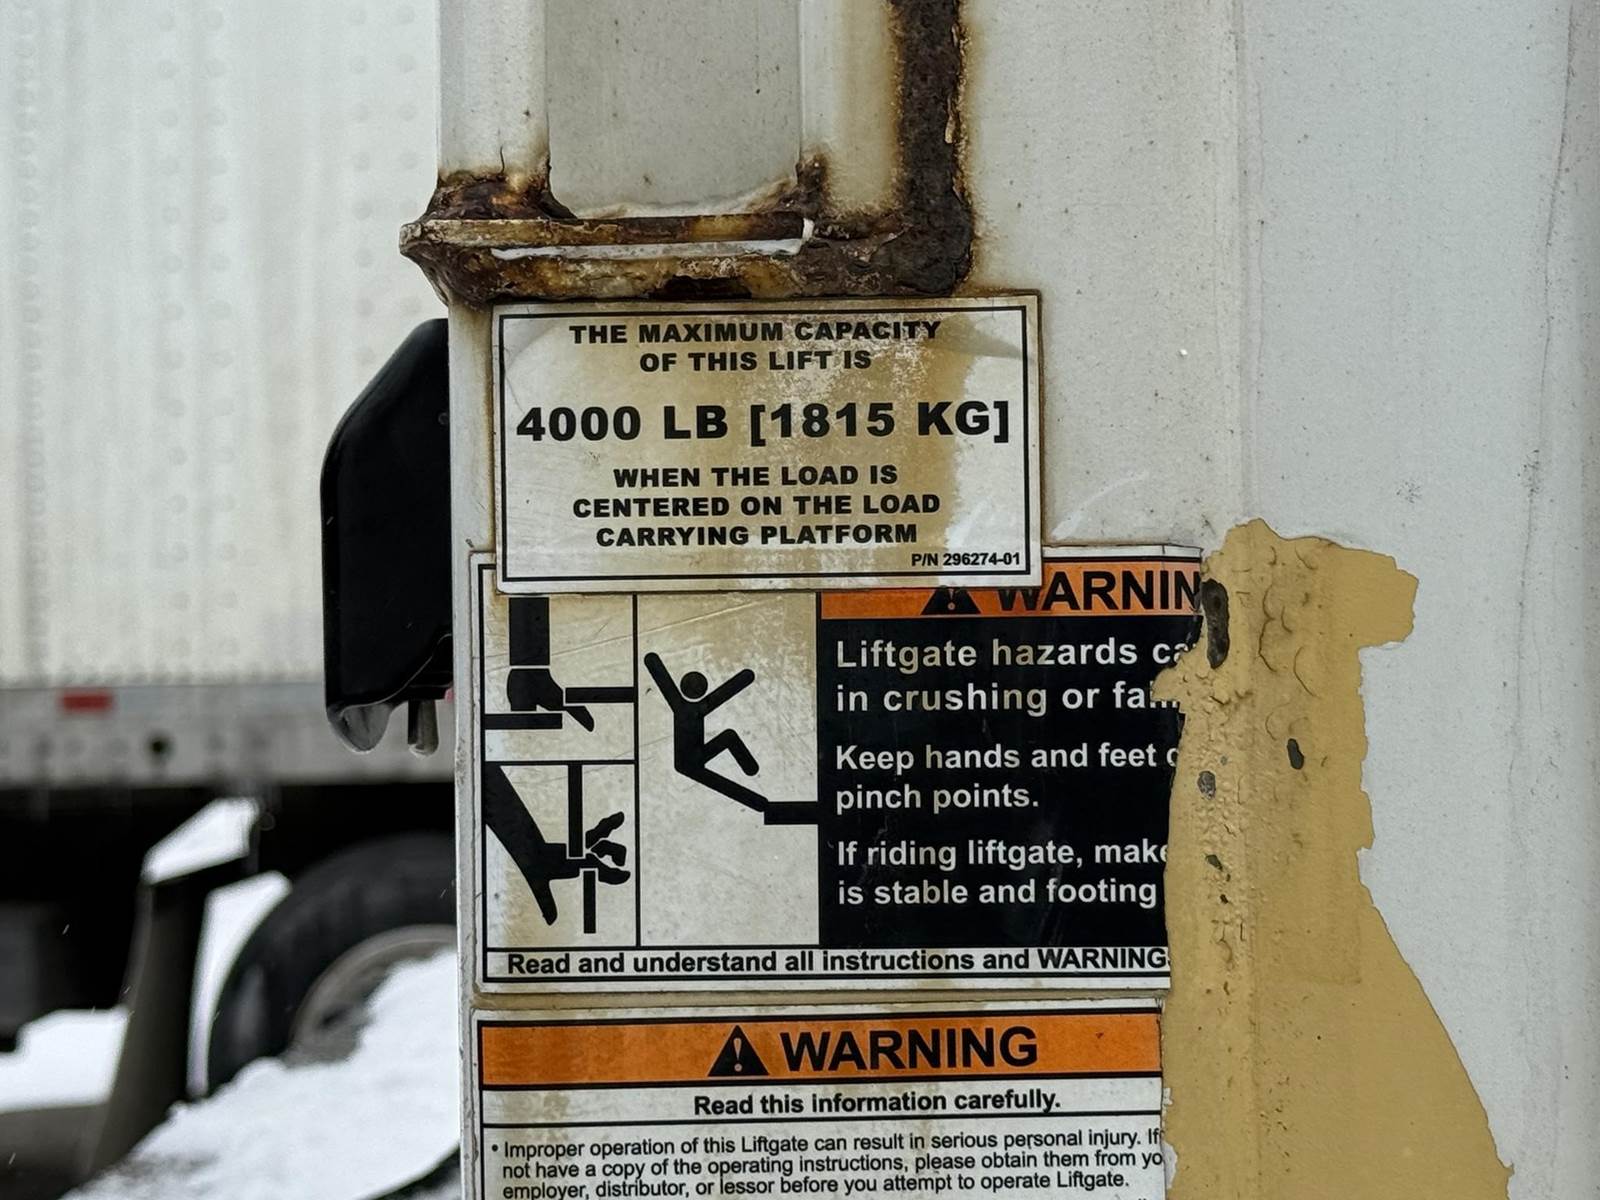 THE MAXIMUM CAPACITY
OF THIS LIFT IS
4000 LB [1815 KG]
WHEN THE LOAD IS
CENTERED ON THE LOAD
CARRYING PLATFORM
P/N 296274-01
WARNIN
Liftgate hazards
in crushing or
Keep hands and feet
pinch points.
If riding liftgate, make
is stable and footing
Read and understand all instructions and WARNING
WARNING
Read this information carefully.
• Improper operation of this Liftgate can result in serious personal injury. If
not have a copy of the operating instructions, please obtain them from yo
employer, distributor, or lessor before you attempt to operate Liftgate.